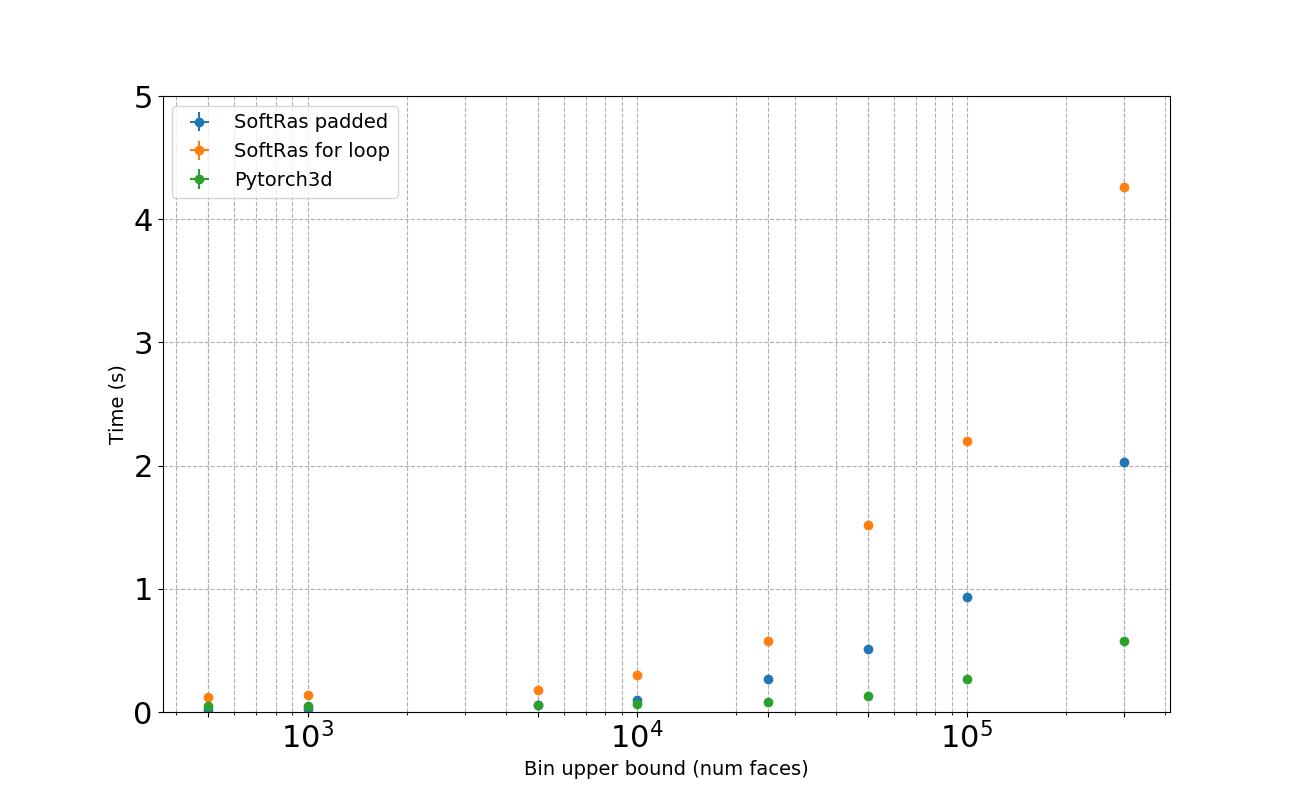 SoftRas padded
SoftRas for loop
Pytorch3d
5
4
3
2
1
0
Time (s)
10³
10⁴
10⁵
Bin upper bound (num faces)